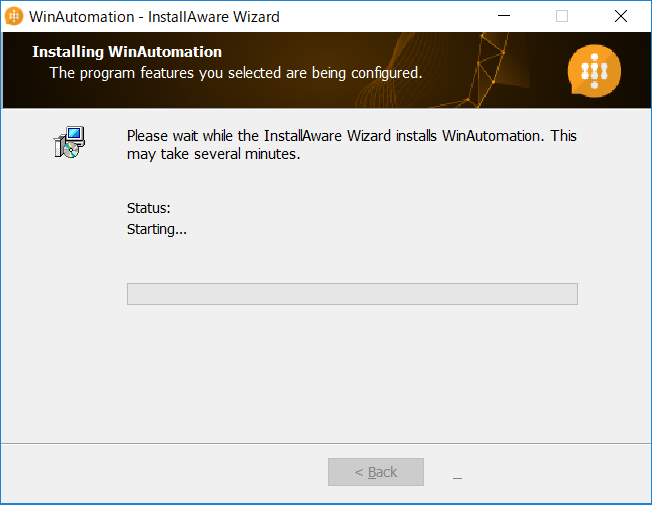 WinAutomation - InstallAware Wizard
Installing WinAutomation
The program features you selected are being configured.
Please wait while the InstallAware Wizard installs WinAutomation. This
may take several minutes.
Status:
Starting...
< Back